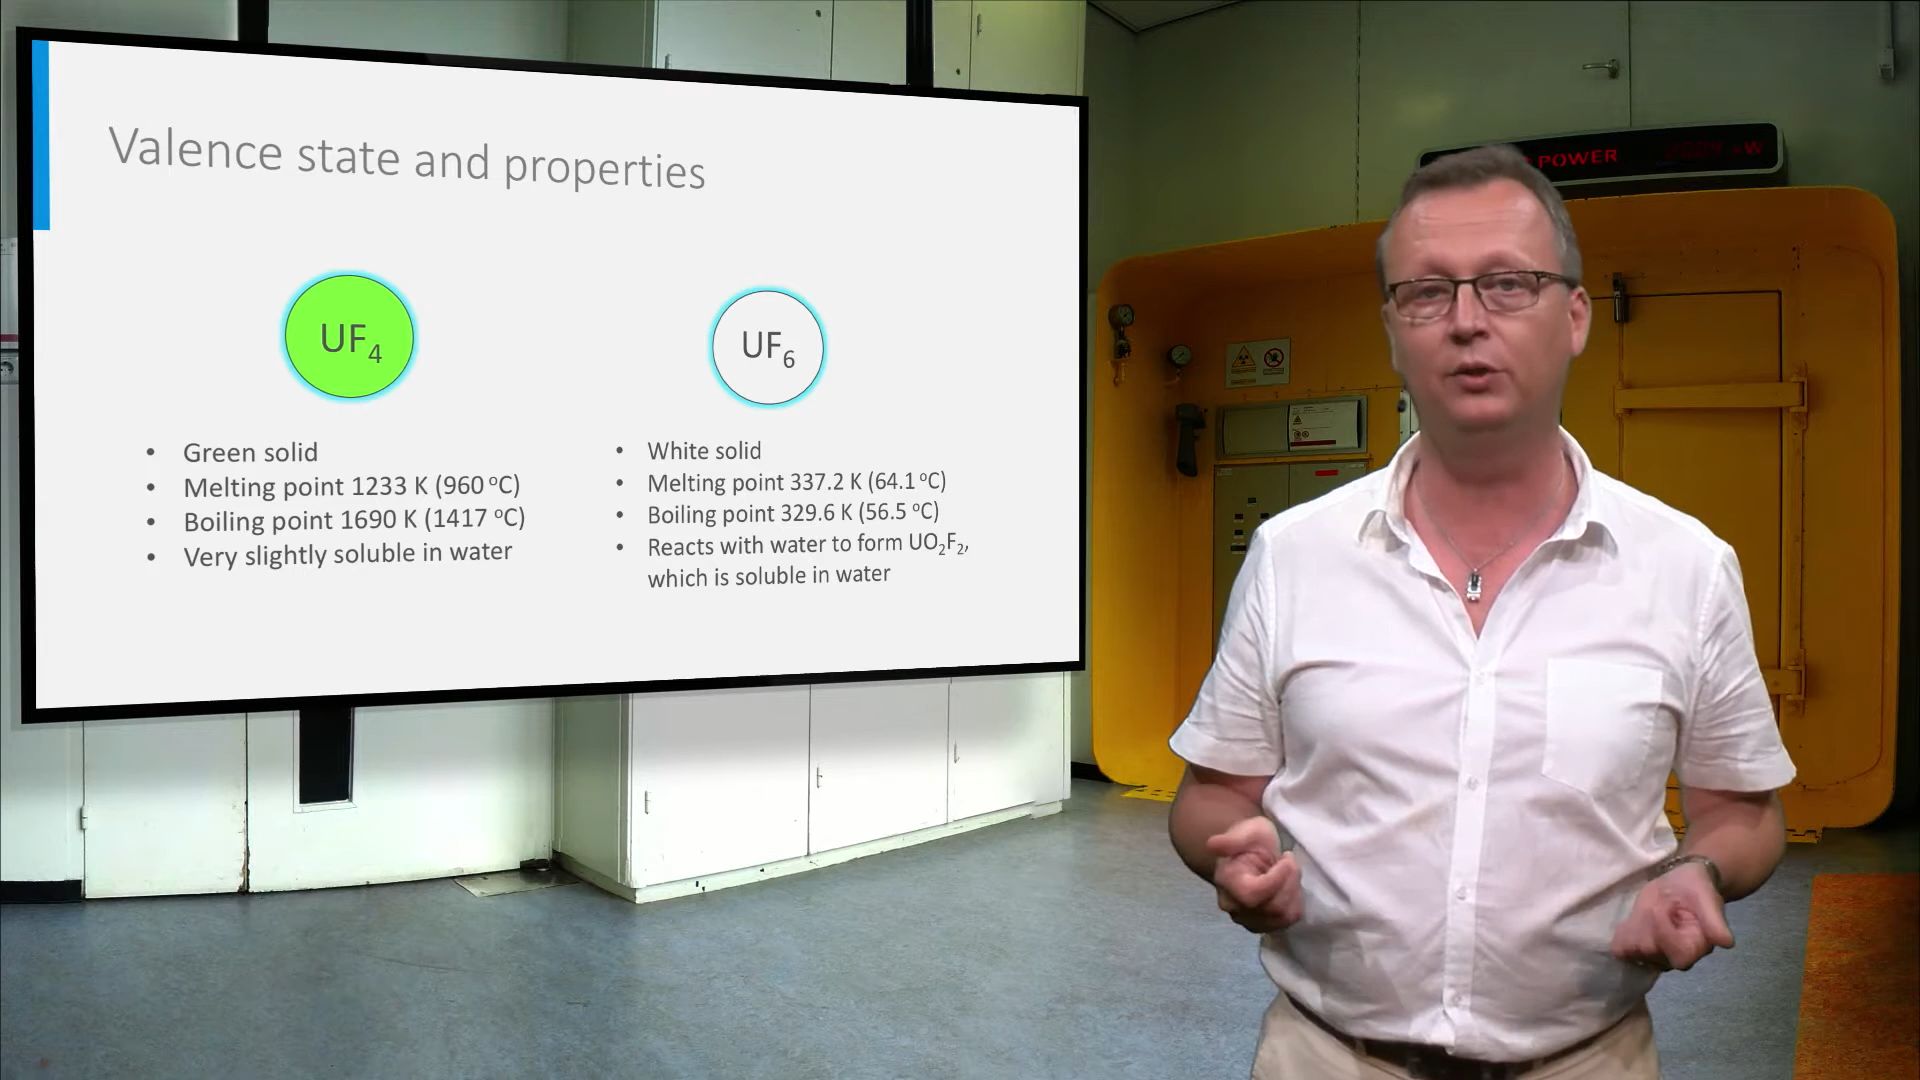 Valence state and properties
UF4
UF6
• Green solid
• Melting point 1233 K (960 °C)
• Boiling point 1690 K (1417 °C)
• Very slightly soluble in water
• White solid
• Melting point 337.2 K (64.1 °C)
• Boiling point 329.6 K (56.5 °C)
• Reacts with water to form UO2F2,
which is soluble in water
POWER